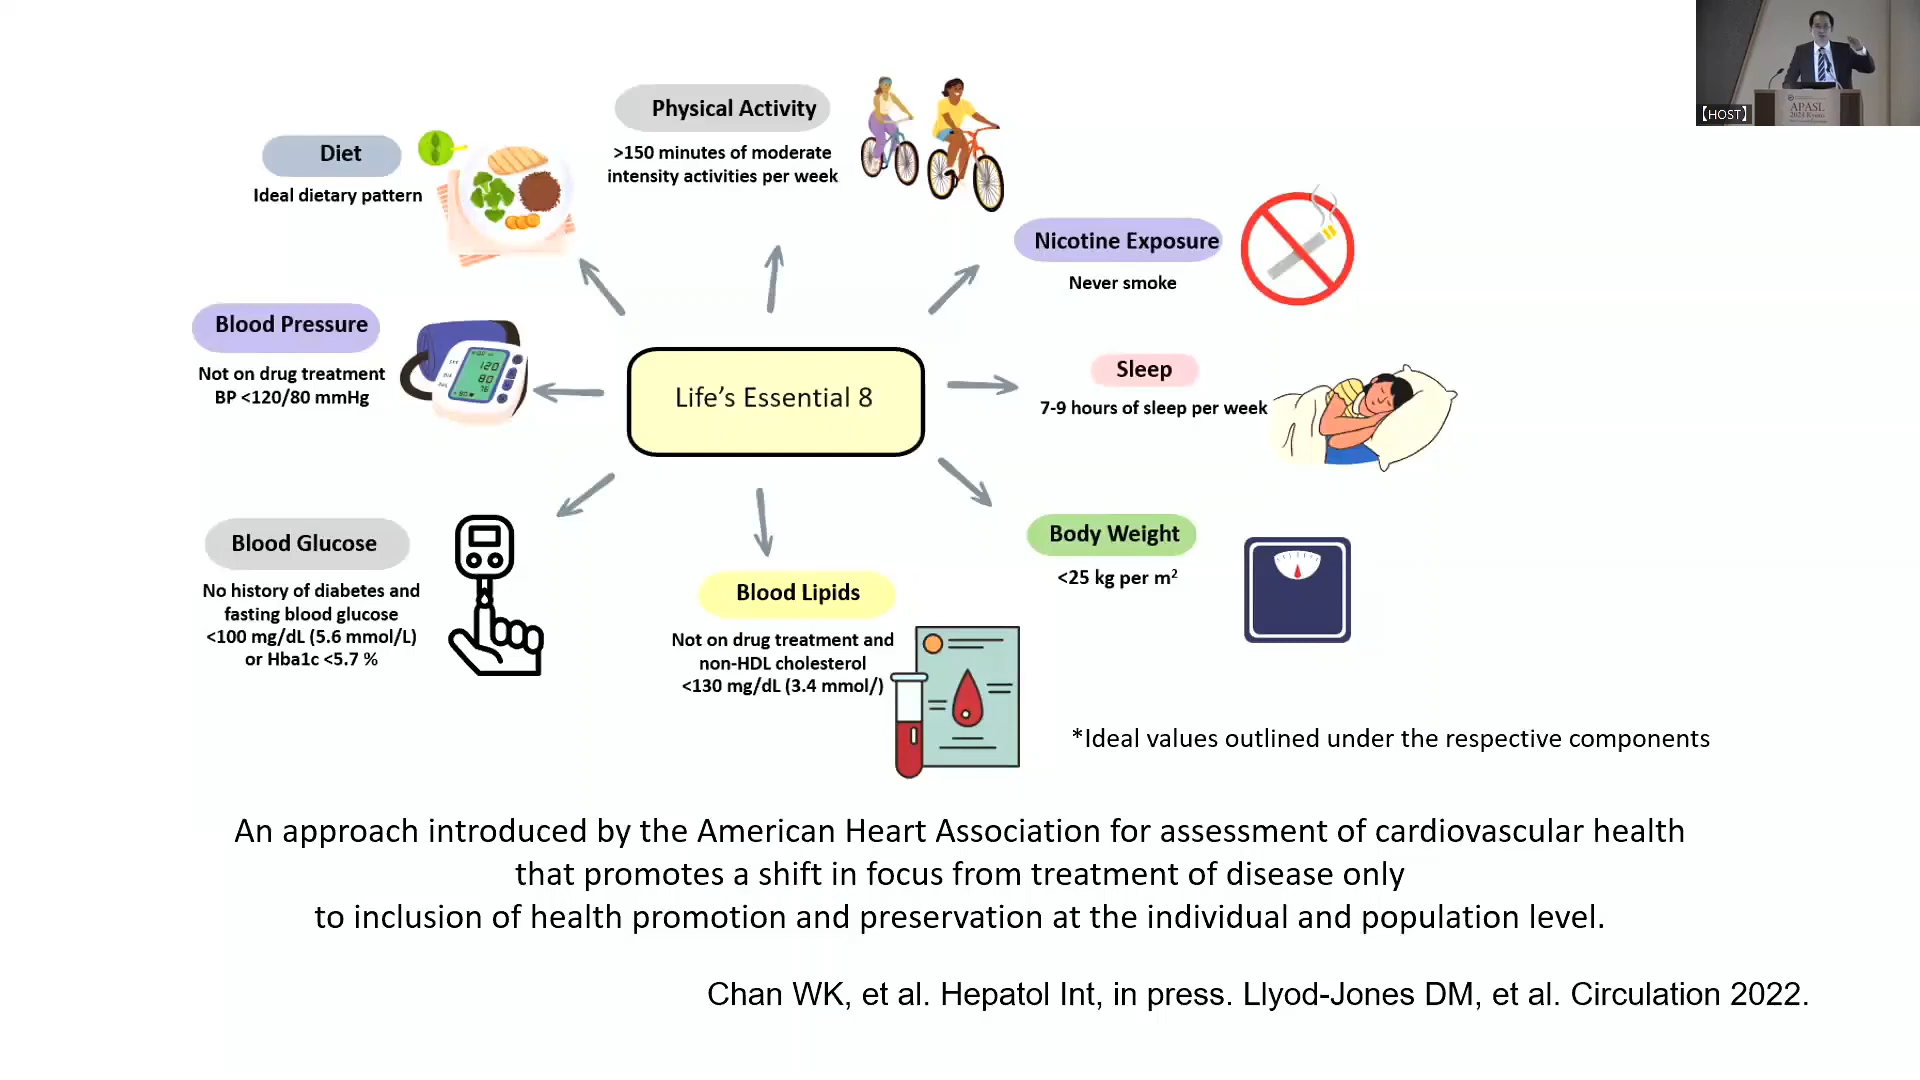 Physical Activity
>150 minutes of moderate
intensity activities per week
Diet
Ideal dietary pattern
Nicotine Exposure
Never smoke
Blood Pressure
Not on drug treatment
BP <120/80 mmHg
Life's Essential 8
Sleep
7-9 hours of sleep per week
Body Weight
<25 kg per m²
Blood Glucose
No history of diabetes and
fasting blood glucose
<100 mg/dL (5.6 mmol/L)
or Hba1c <5.7 %
Blood Lipids
Not on drug treatment and
non-HDL cholesterol
<130 mg/dL (3.4 mmol/)
*Ideal values outlined under the respective components
An approach introduced by the American Heart Association for assessment of cardiovascular health
that promotes a shift in focus from treatment of disease only
to inclusion of health promotion and preservation at the individual and population level.
Chan WK, et al. Hepatol Int, in press. Llyod-Jones DM, et al. Circulation 2022.
【HOST】
APASL
2024 Kyoto
120
80
76